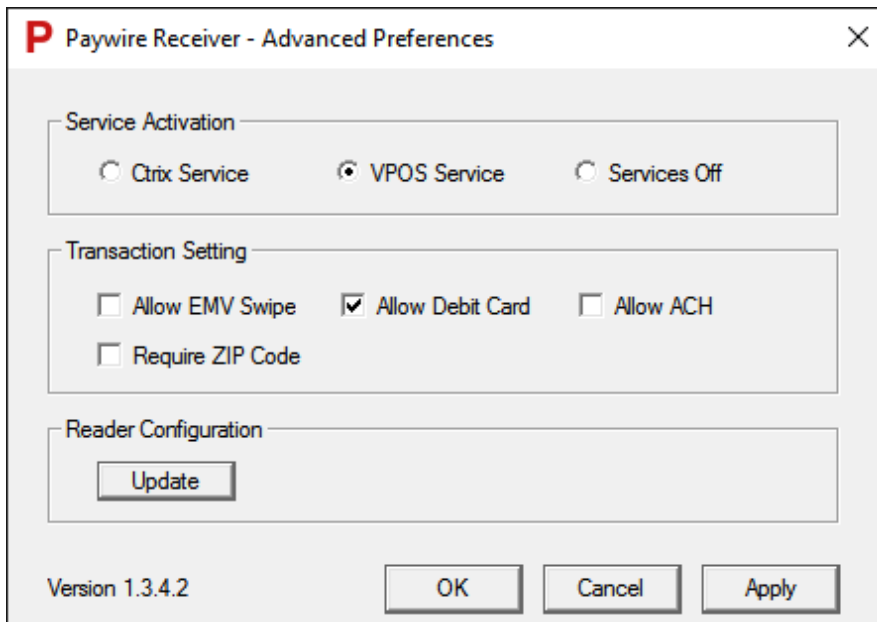 P Paywire Receiver - Advanced Preferences
Service Activation
Ctrix Service VPOS Service Services Off
Transaction Setting
Allow EMV Swipe Allow Debit Card Allow ACH
Require ZIP Code
Reader Configuration
Update
Version 1.3.4.2 OK Cancel Apply